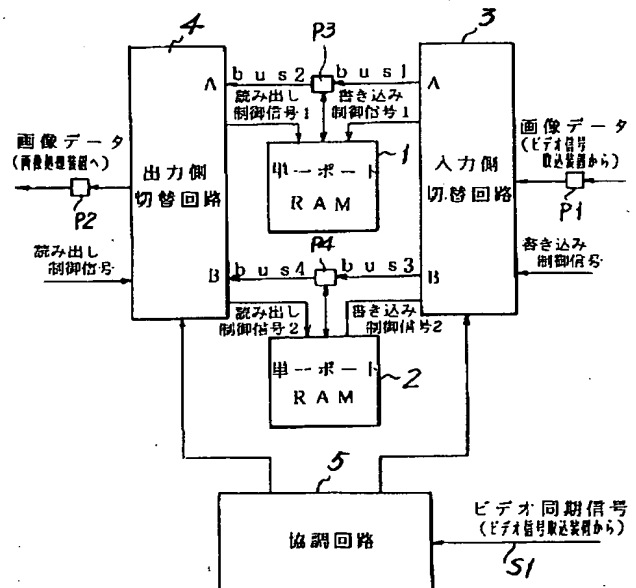 4
3
P3
A
bus2
bus1
A
読み出し
制御信号1
書き込み
制御信号1
画像データ
(画像処理装置へ)
P2
出力側
切替回路
1
単一ポート
RAM
入力側
切替回路
画像データ
(ビデオ信号
取込装置から)
P1
読み出し
制御信号
P4
B
bus4
bus3
B
書き込み
制御信号
読み出し
制御信号2
書き込み
制御信号2
単一ポート
RAM
2
5
協調回路
ビデオ同期信号
(ビデオ信号取込装置から)
S1